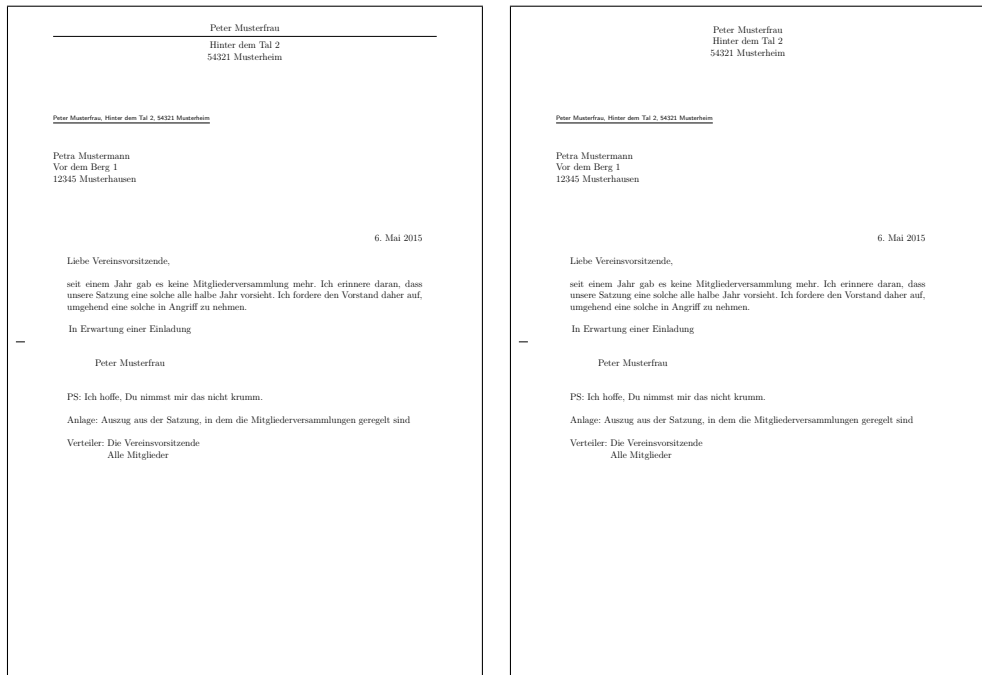 Peter Musterfrau
Hinter dem Tal 2
54321 Musterheim
Peter Musterfrau, Hinter dem Tal 2, 54321 Musterheim
Petra Mustermann
Vor dem Berg 1
12345 Musterhausen
6. Mai 2015
Liebe Vereinsvorsitzende,
seit einem Jahr gab es keine Mitgliederversammlung mehr. Ich erinnere daran, dass
unsere Satzung eine solche alle halbe Jahr vorsieht. Ich fordere den Vorstand daher auf,
umgehend eine solche in Angriff zu nehmen.
In Erwartung einer Einladung
Peter Musterfrau
PS: Ich hoffe, Du nimmst mir das nicht krumm.
Anlage: Auszug aus der Satzung, in dem die Mitgliederversammlungen geregelt sind
Verteiler: Die Vereinsvorsitzende
Alle Mitglieder
Peter Musterfrau
Hinter dem Tal 2
54321 Musterheim
Peter Musterfrau, Hinter dem Tal 2, 54321 Musterheim
Petra Mustermann
Vor dem Berg 1
12345 Musterhausen
6. Mai 2015
Liebe Vereinsvorsitzende,
seit einem Jahr gab es keine Mitgliederversammlung mehr. Ich erinnere daran, dass
unsere Satzung eine solche alle halbe Jahr vorsieht. Ich fordere den Vorstand daher auf,
umgehend eine solche in Angriff zu nehmen.
In Erwartung einer Einladung
Peter Musterfrau
PS: Ich hoffe, Du nimmst mir das nicht krumm.
Anlage: Auszug aus der Satzung, in dem die Mitgliederversammlungen geregelt sind
Verteiler: Die Vereinsvorsitzende
Alle Mitglieder